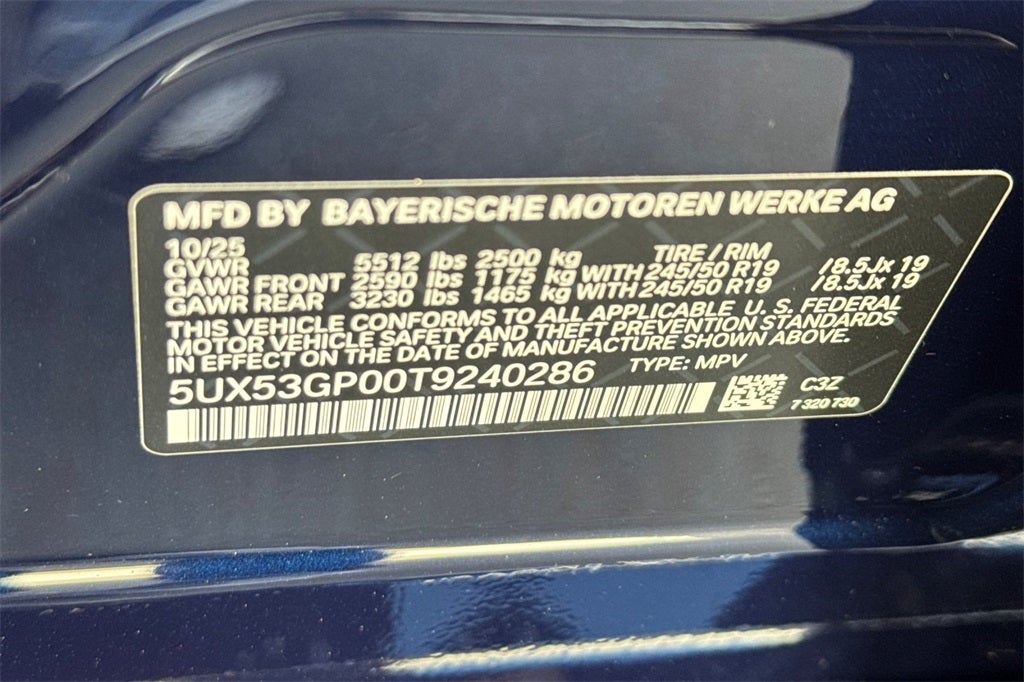 MFD BY BAYERISCHE MOTOREN WERKE AG
10/25 TIRE / RIM
GVWR 5512 lbs 2500 kg
GAWR FRONT 2590 lbs 1175 kg WITH 245/50 R19 /8.5Jx 19
GAWR REAR 3230 lbs 1465 kg WITH 245/50 R19 /8.5Jx 19
THIS VEHICLE CONFORMS TO ALL APPLICABLE U. S. FEDERAL
MOTOR VEHICLE SAFETY AND THEFT PREVENTION STANDARDS
IN EFFECT ON THE DATE OF MANUFACTURE SHOWN ABOVE.
5UX53GP00T9240286 TYPE: MPV
C3Z
7 320 730